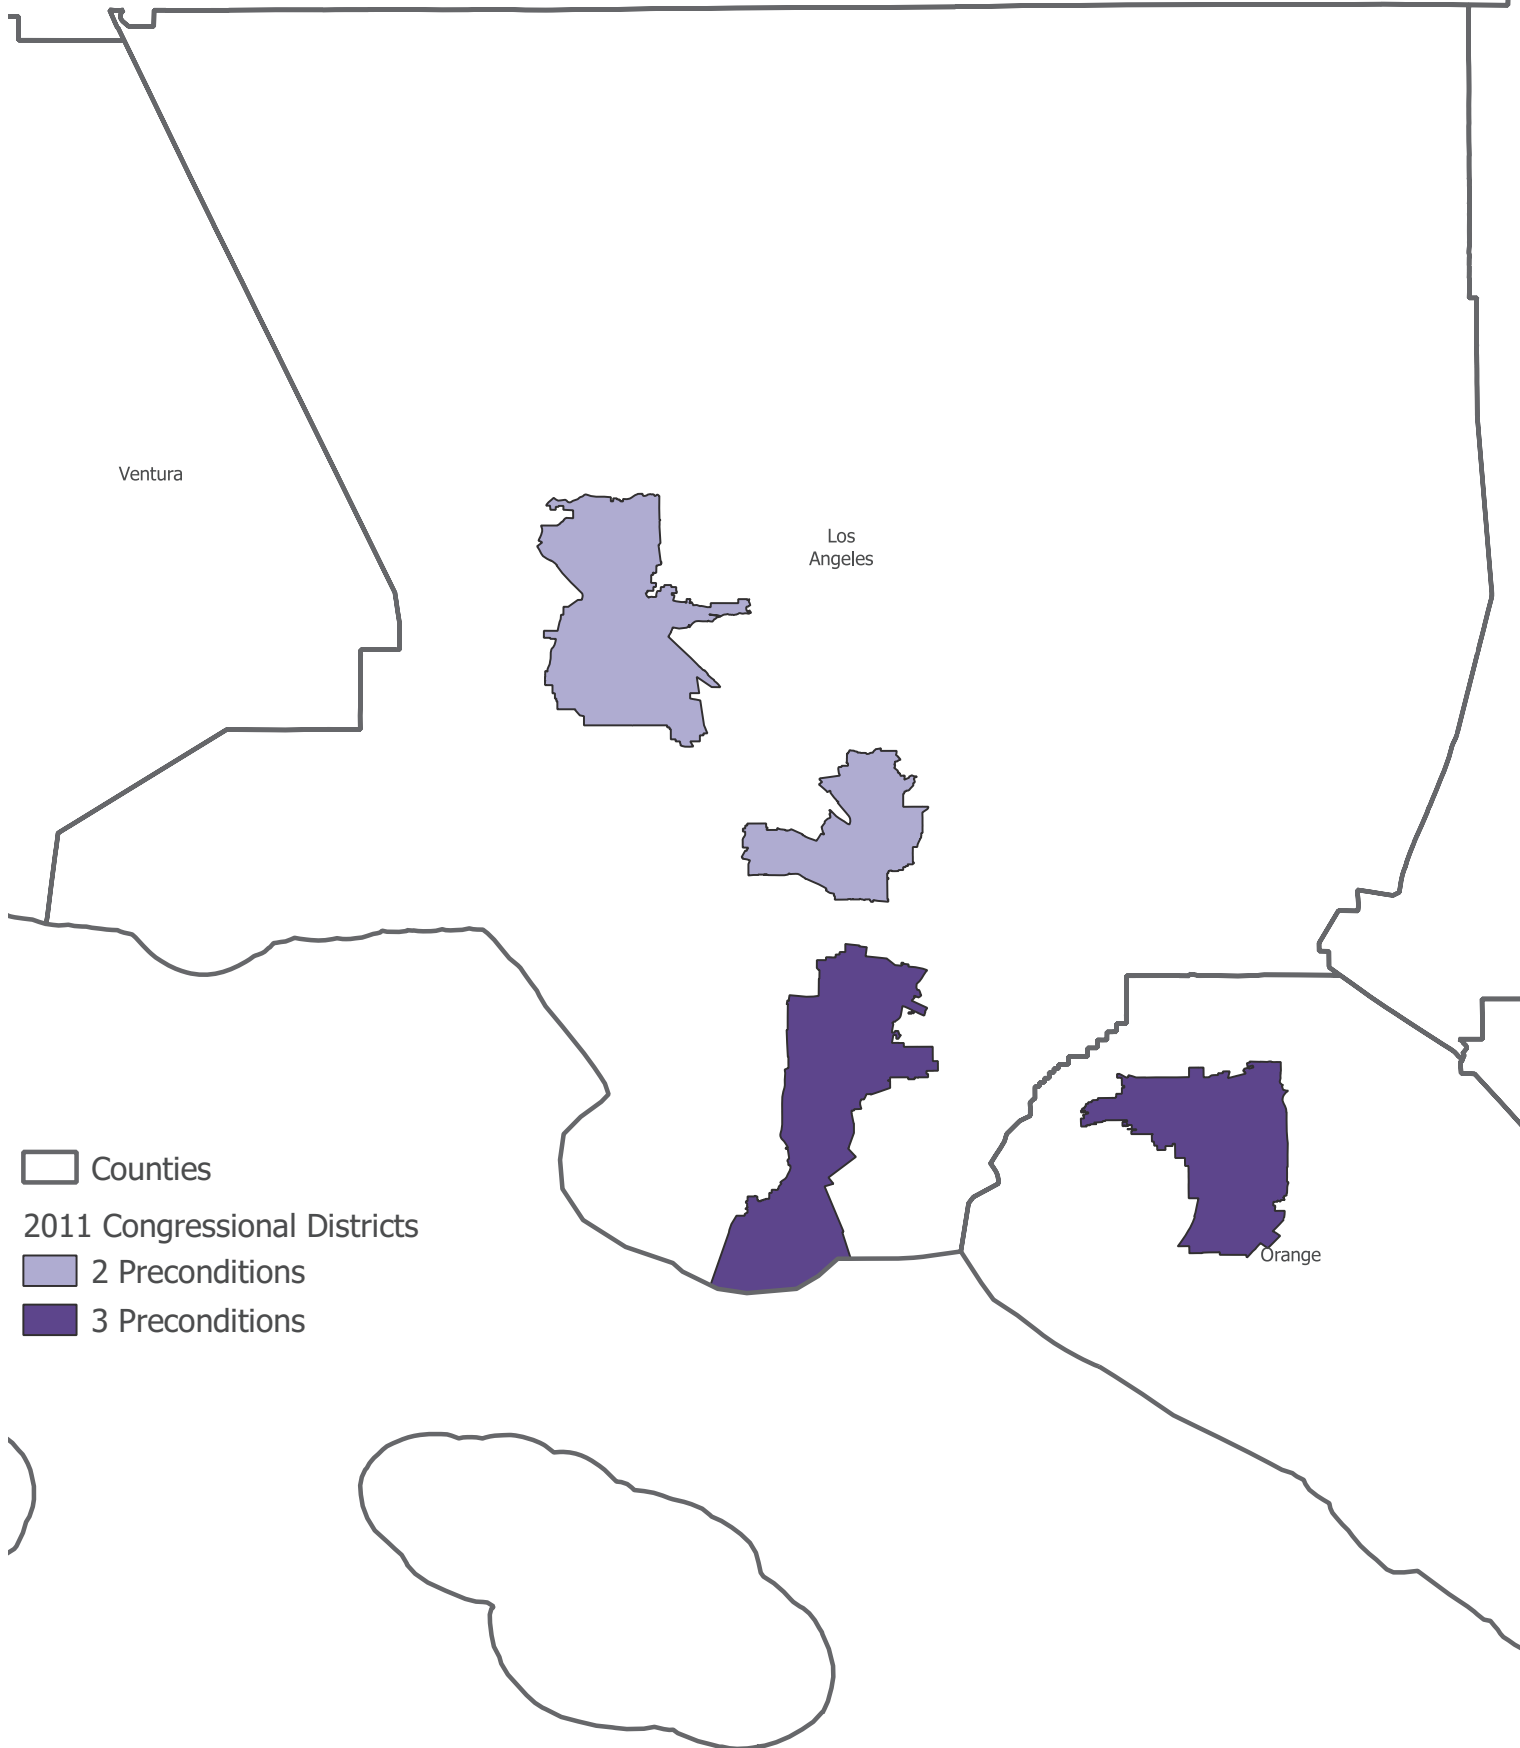 Ventura
Los
Angeles
Counties
2011 Congressional Districts
2 Preconditions
3 Preconditions
Orange